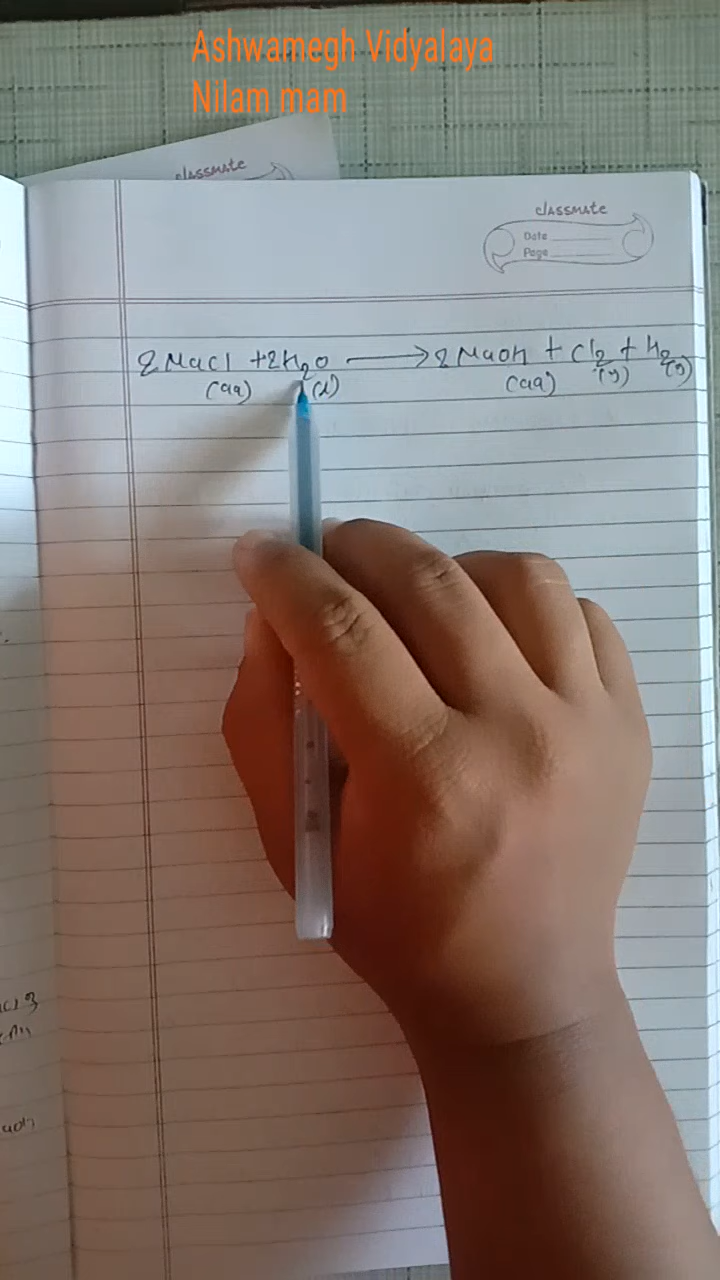 Ashwamegh Vidyalaya
Nilam mam
classmate
classmate
Date
Page
2NaCl + 2H2O → 2NaOH + Cl2 + H2
(aq) (l) (aq) (g) (g)